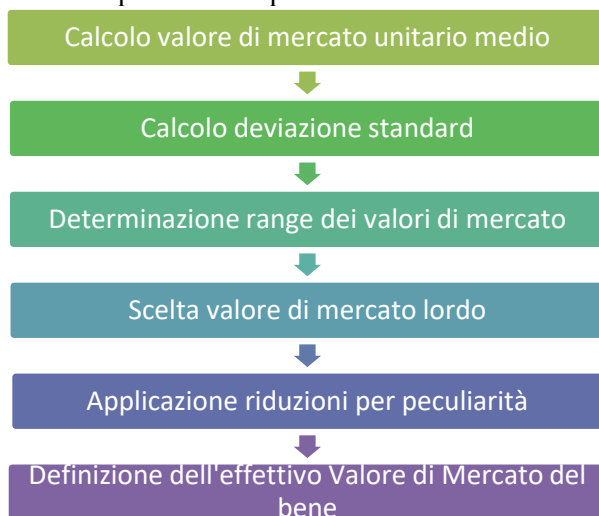 Calcolo valore di mercato unitario medio
Calcolo deviazione standard
Determinazione range dei valori di mercato
Scelta valore di mercato lordo
Applicazione riduzioni per peculiarità
Definizione dell'effettivo Valore di Mercato del
bene